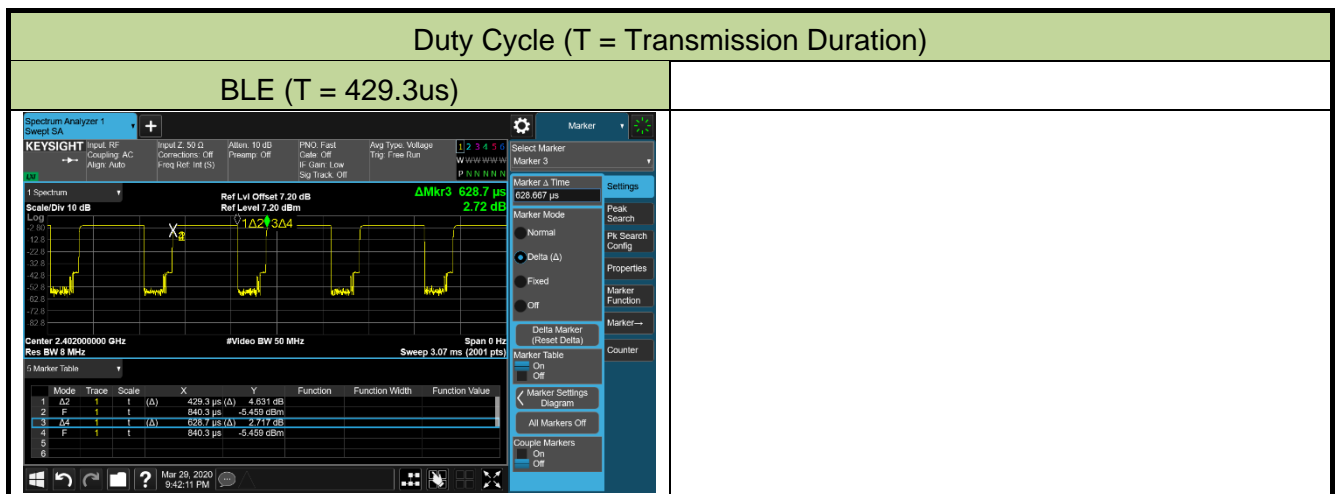 Duty Cycle (T = Transmission Duration)
BLE (T = 429.3us)
Spectrum Analyzer 1
Swept SA
+
Marker
KEYSIGHT
Input: RF
Coupling: AC
Align: Auto
Input Z: 50 Ω
Corrections: Off
Freq Ref: Int (S)
Atten: 10 dB
Preamp: Off
PNO: Fast
Gate: Off
IF Gain: Low
Sig Track: Off
Avg Type: Voltage
Trig: Free Run
1 2 3 4 5 6
W W W W W W
P N N N N N
Select Marker
Marker 3
1 Spectrum
Scale/Div 10 dB
Log
Ref Lvl Offset 7.20 dB
Ref Level 7.20 dBm
ΔMkr3 628.7 µs
2.72 dB
-2.80
-12.8
-22.8
-32.8
-42.8
-52.8
-62.8
-72.8
-82.8
1Δ2
3Δ4
Center 2.402000000 GHz
Res BW 8 MHz
#Video BW 50 MHz
Span 0 Hz
Sweep 3.07 ms (2001 pts)
Marker Δ Time
628.667 µs
Marker Mode
Normal
Delta (Δ)
Fixed
Off
Delta Marker
(Reset Delta)
Marker Table
On
Off
Marker Settings
Diagram
All Markers Off
Couple Markers
On
Off
Settings
Peak
Search
Pk Search
Config
Properties
Marker
Function
Marker→
Counter
5 Marker Table
Mode Trace Scale X Y Function Function Width Function Value
1 Δ2 1 t (Δ) 429.3 µs (Δ) 4.631 dB
2 F 1 t 840.3 µs -5.459 dBm
3 Δ4 1 t (Δ) 628.7 µs (Δ) 2.717 dB
4 F 1 t 840.3 µs -5.459 dBm
5
6
?
Mar 29, 2020
9:42:11 PM